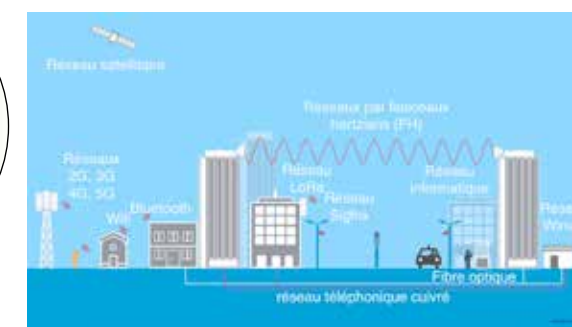 Réseau satellitaire
Réseaux par faisceaux
hertziens (FH)
Réseaux
2G, 3G
4G, 5G
Wifi
Bluetooth
Réseau
LoRa
Réseau
Sigfox
Réseau
informatique
Fibre optique
réseau téléphonique cuivré